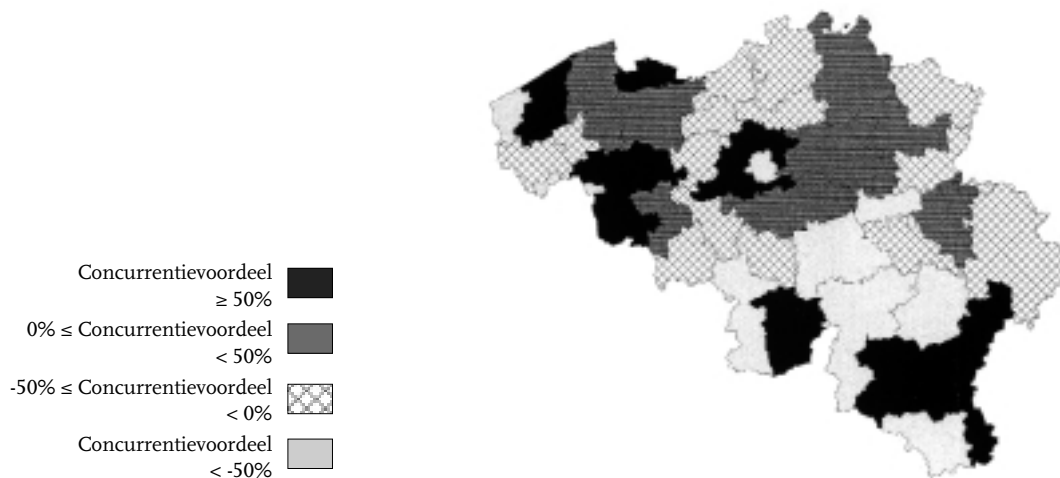 Concurrentievoordeel
≥ 50%
0% ≤ Concurrentievoordeel
< 50%
-50% ≤ Concurrentievoordeel
< 0%
Concurrentievoordeel
< -50%